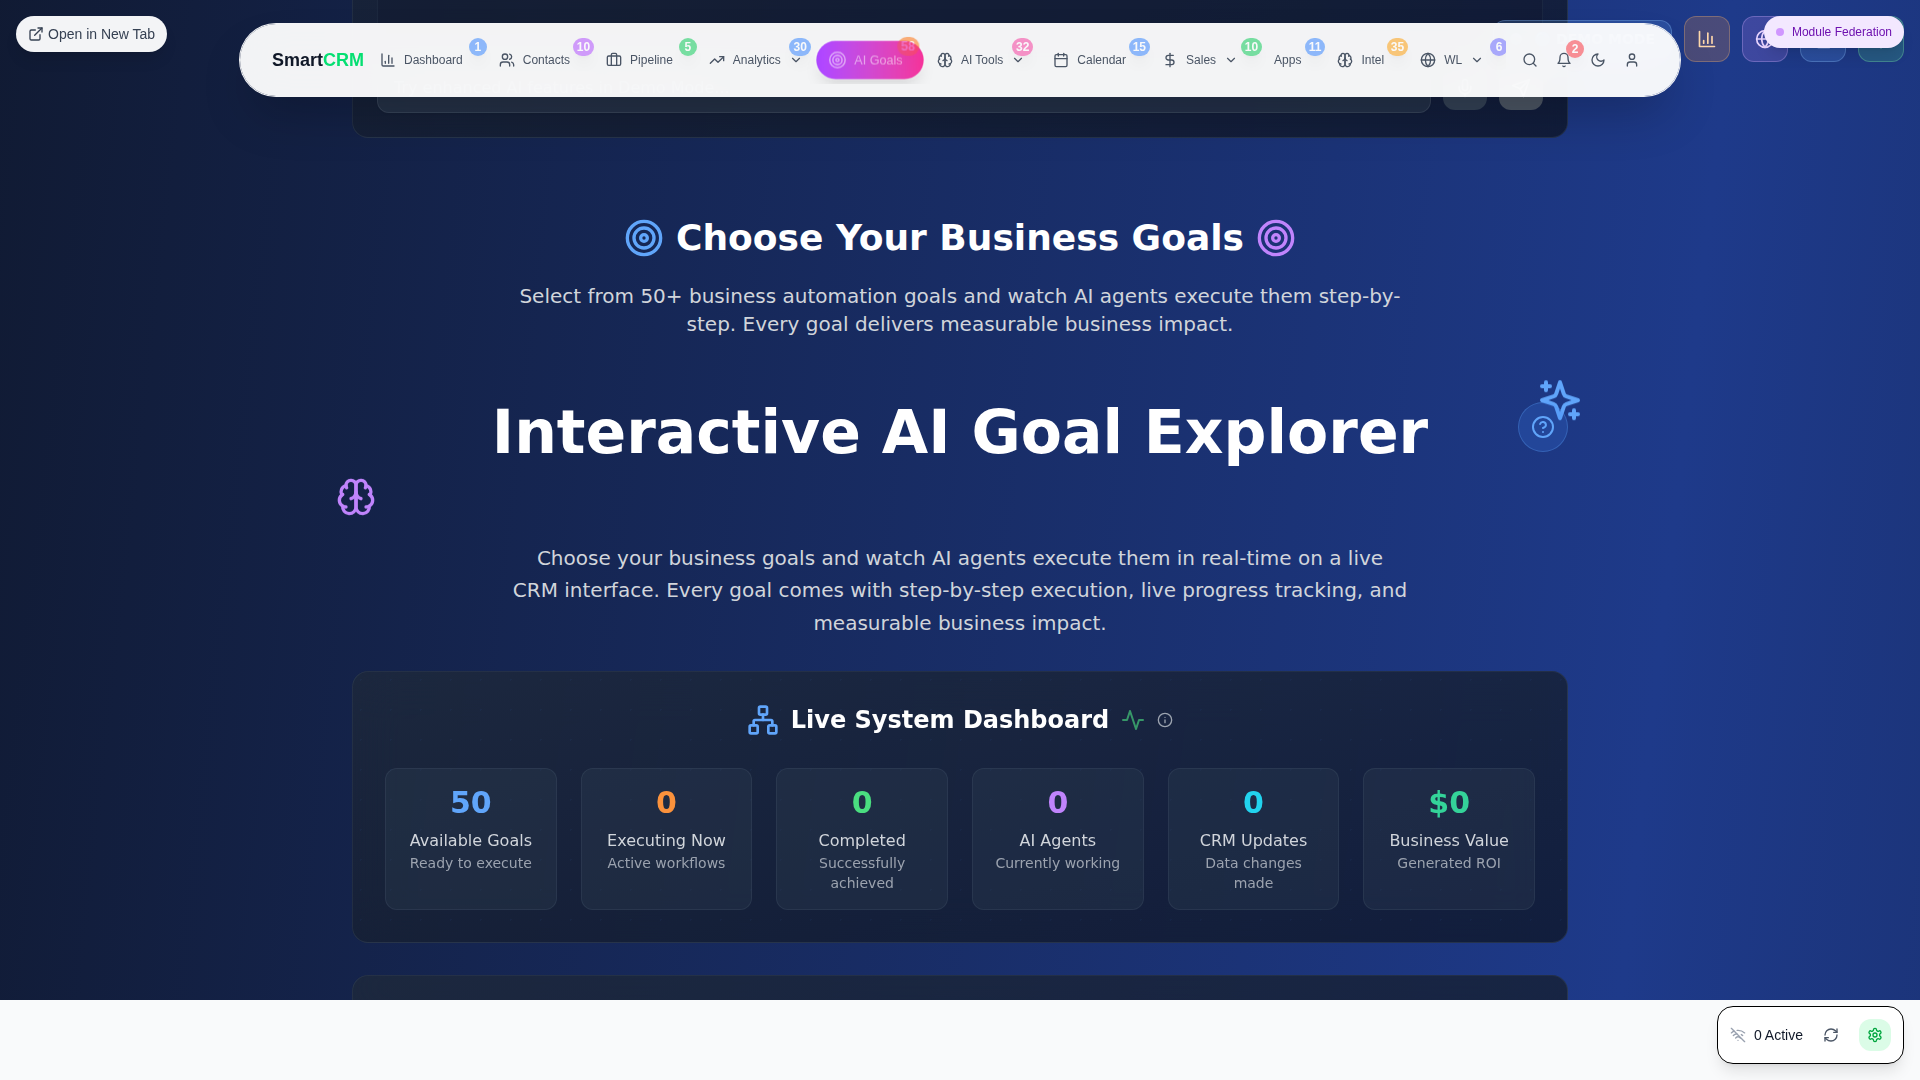 Open in New Tab
SmartCRM
Dashboard 1
Contacts 10
Pipeline 5
Analytics 30
AI Goals 58
AI Tools 32
Calendar 15
Sales 10
Apps 11
Intel 35
WL 6
2
Module Federation
Choose Your Business Goals
Select from 50+ business automation goals and watch AI agents execute them step-by-
step. Every goal delivers measurable business impact.
Interactive AI Goal Explorer
Choose your business goals and watch AI agents execute them in real-time on a live
CRM interface. Every goal comes with step-by-step execution, live progress tracking, and
measurable business impact.
Live System Dashboard
50
Available Goals
Ready to execute
0
Executing Now
Active workflows
0
Completed
Successfully
achieved
0
AI Agents
Currently working
0
CRM Updates
Data changes
made
$0
Business Value
Generated ROI
0 Active